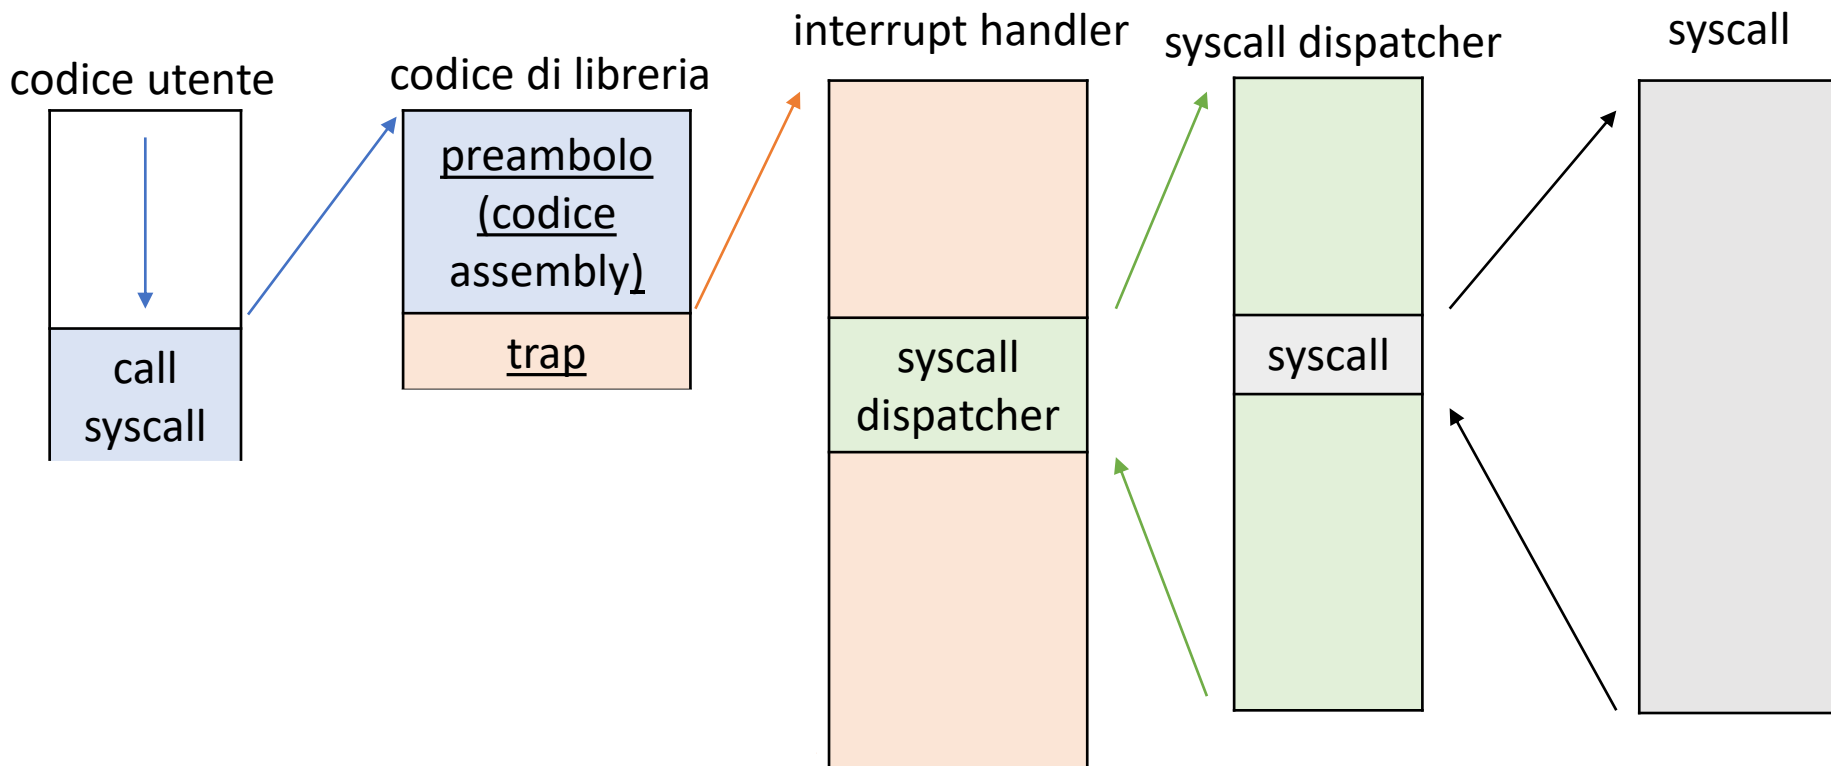 codice utente
codice di libreria
interrupt handler
syscall dispatcher
syscall
call
syscall
preambolo
(codice
assembly)
trap
syscall
dispatcher
syscall